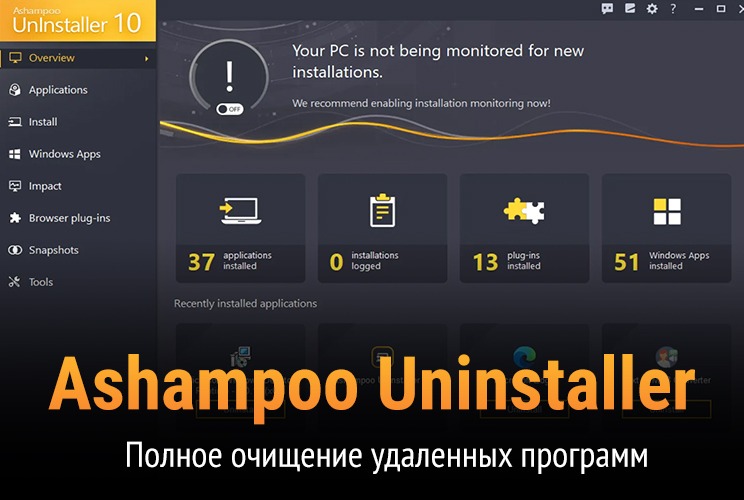 Ashampoo
UnInstaller 10
Overview
Applications
Install
Windows Apps
Impact
Browser plug-ins
Snapshots
Tools
?
Your PC is not being monitored for new
installations.
!
OFF
We recommend enabling installation monitoring now!
37 applications
installed
0 installations
logged
13 plug-ins
installed
51 Windows Apps
installed
Recently installed applications
Ashampoo Uninstaller
Полное очищение удаленных программ